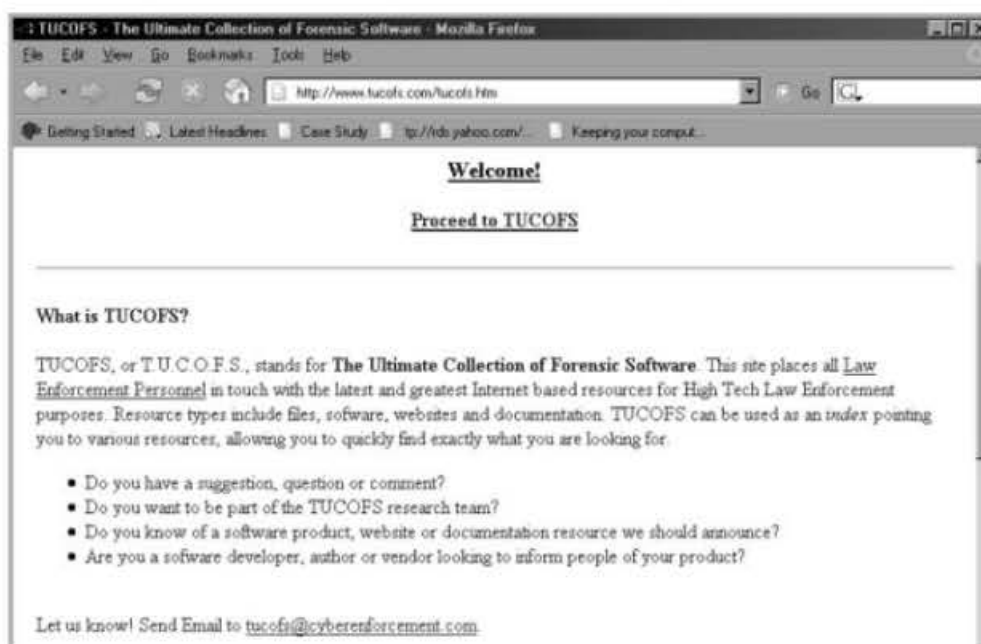 TUCOFS - The Ultimate Collection of Forensic Software - Mozilla Firefox
File Edit View Go Bookmarks Tools Help
http://www.tucofs.com/tucofs.htm Go
Getting Started Latest Headlines Case Study tp://rds.yahoo.com/... Keeping your comput...
Welcome!
Proceed to TUCOFS
What is TUCOFS?
TUCOFS, or T.U.C.O.F.S., stands for The Ultimate Collection of Forensic Software. This site places all Law
Enforcement Personnel in touch with the latest and greatest Internet based resources for High Tech Law Enforcement
purposes. Resource types include files, sofware, websites and documentation. TUCOFS can be used as an index pointing
you to various resources, allowing you to quickly find exactly what you are looking for.
• Do you have a suggestion, question or comment?
• Do you want to be part of the TUCOFS research team?
• Do you know of a software product, website or documentation resource we should announce?
• Are you a sofware developer, author or vendor looking to inform people of your product?
Let us know! Send Email to tucofs@cyberenforcement.com.